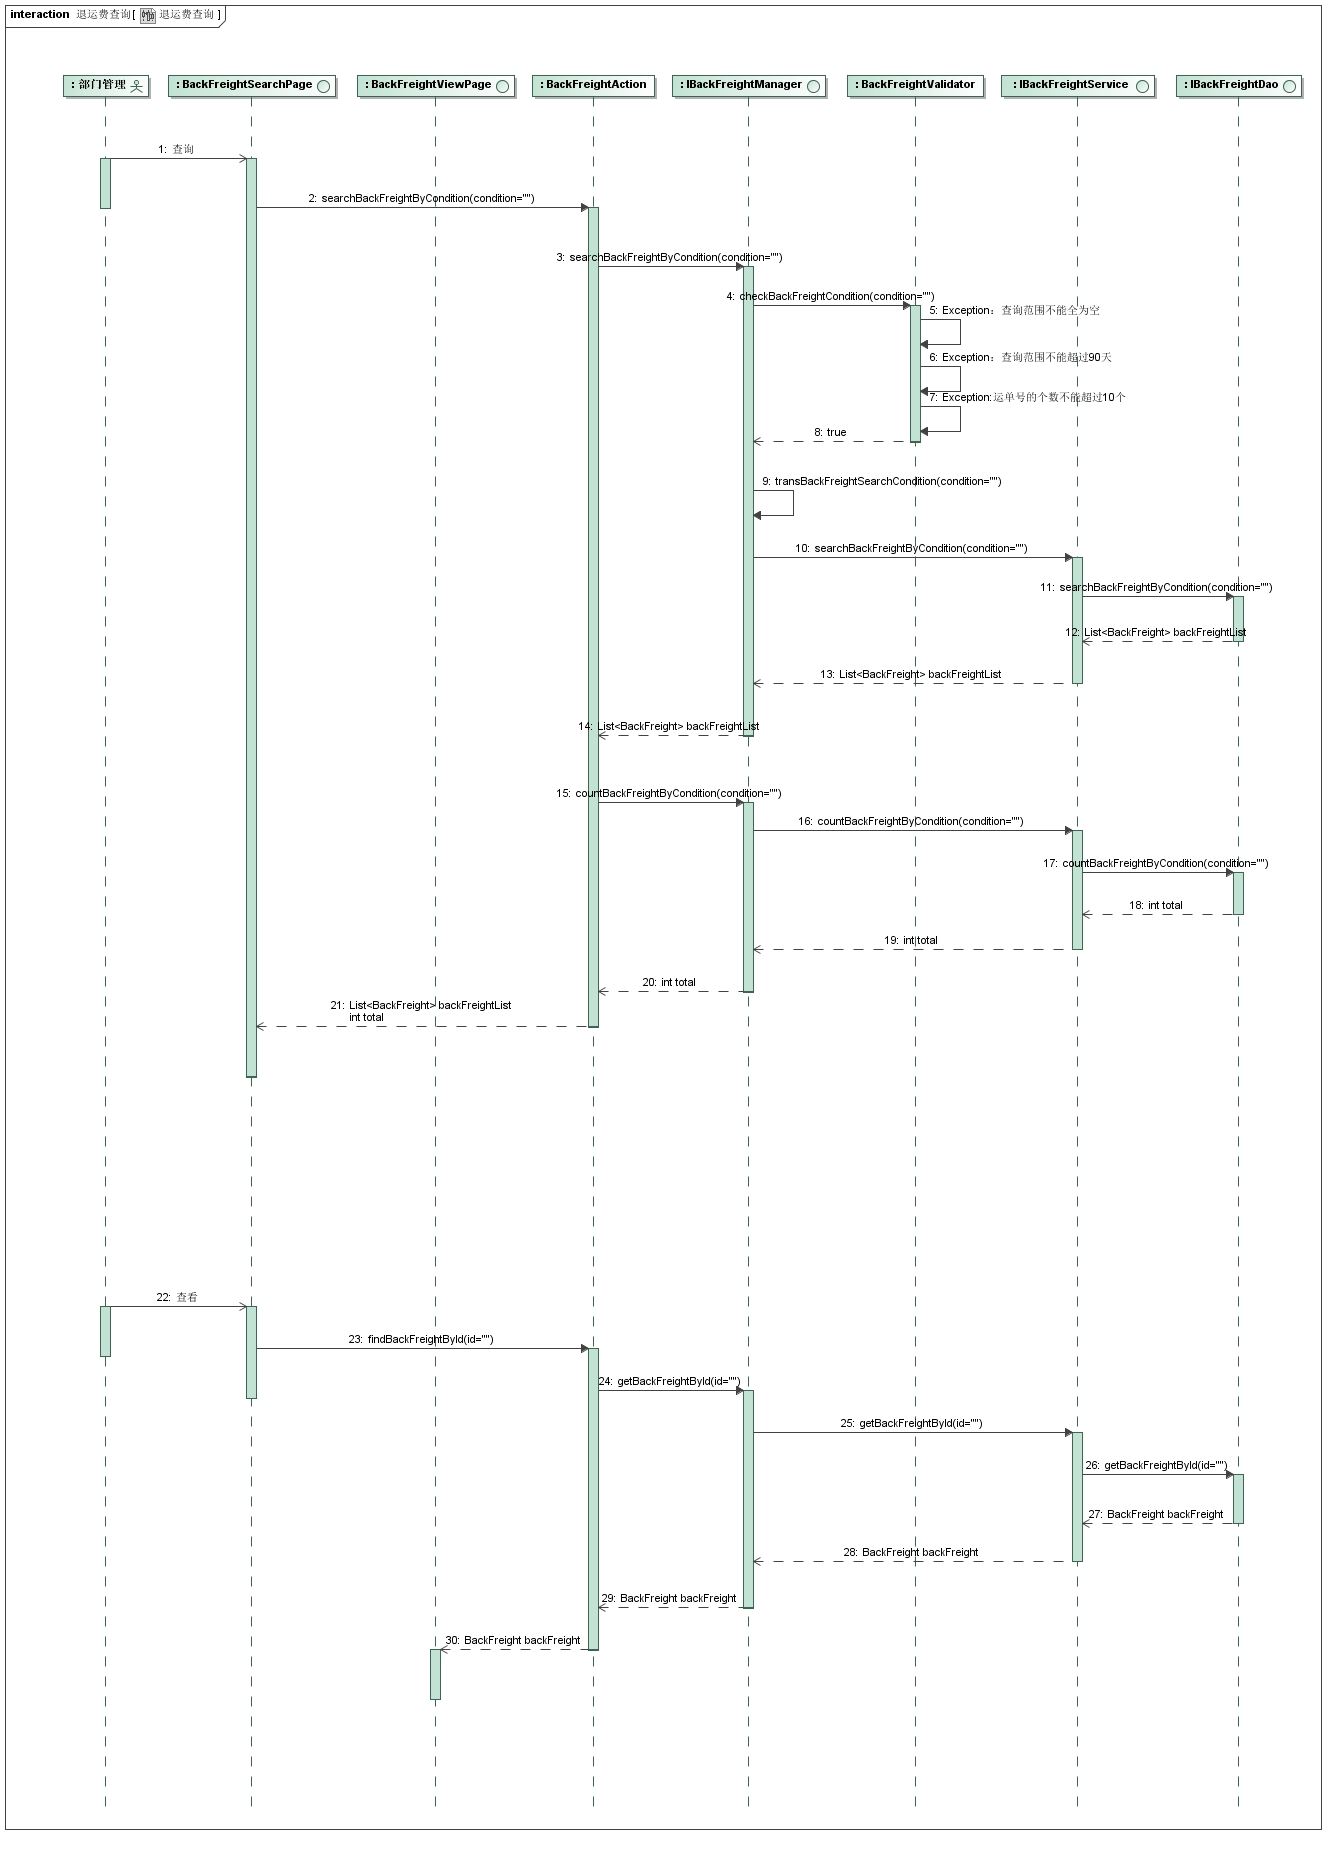 interaction 退运费查询[ 退运费查询 ]
: 部门管理
: BackFreightSearchPage
: BackFreightViewPage
: BackFreightAction
: IBackFreightManager
: BackFreightValidator
: IBackFreightService
: IBackFreightDao
1: 查询
2: searchBackFreightByCondition(condition="")
3: searchBackFreightByCondition(condition="")
4: checkBackFreightCondition(condition="")
5: Exception：查询范围不能全为空
6: Exception：查询范围不能超过90天
7: Exception:运单号的个数不能超过10个
8: true
9: transBackFreightSearchCondition(condition="")
10: searchBackFreightByCondition(condition="")
11: searchBackFreightByCondition(condition="")
12: List<BackFreight> backFreightList
13: List<BackFreight> backFreightList
14: List<BackFreight> backFreightList
15: countBackFreightByCondition(condition="")
16: countBackFreightByCondition(condition="")
17: countBackFreightByCondition(condition="")
18: int total
19: int total
20: int total
21: List<BackFreight> backFreightList
int total
22: 查看
23: findBackFreightById(id="")
24: getBackFreightById(id="")
25: getBackFreightById(id="")
26: getBackFreightById(id="")
27: BackFreight backFreight
28: BackFreight backFreight
29: BackFreight backFreight
30: BackFreight backFreight